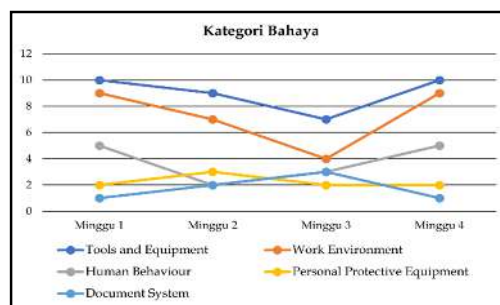 Kategori Bahaya
12
10
8
6
4
2
0
Minggu 1 Minggu 2 Minggu 3 Minggu 4
Tools and Equipment Work Environment
Human Behaviour Personal Protective Equipment
Document System